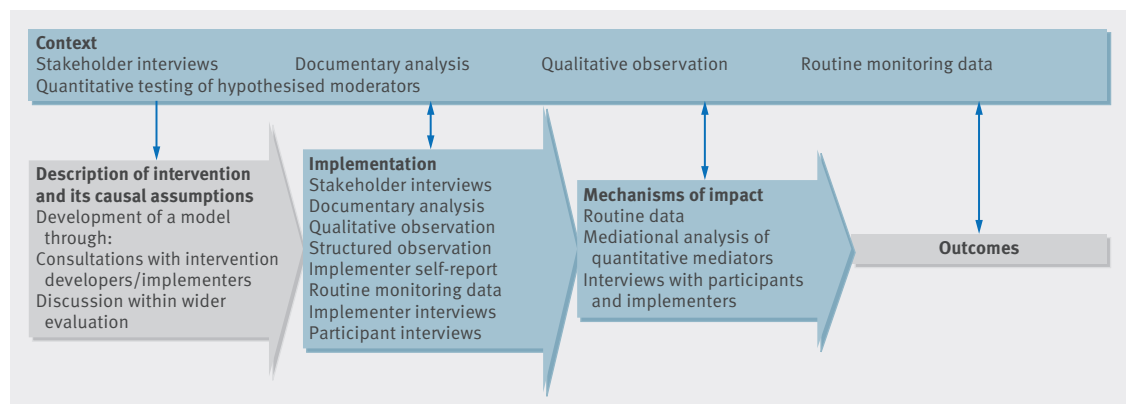 Context
Stakeholder interviews Documentary analysis Qualitative observation Routine monitoring data
Quantitative testing of hypothesised moderators
Description of intervention
and its causal assumptions
Development of a model
through:
Consultations with intervention
developers/implementers
Discussion within wider
evaluation
Implementation
Stakeholder interviews
Documentary analysis
Qualitative observation
Structured observation
Implementer self-report
Routine monitoring data
Implementer interviews
Participant interviews
Mechanisms of impact
Routine data
Mediational analysis of
quantitative mediators
Interviews with participants
and implementers
Outcomes